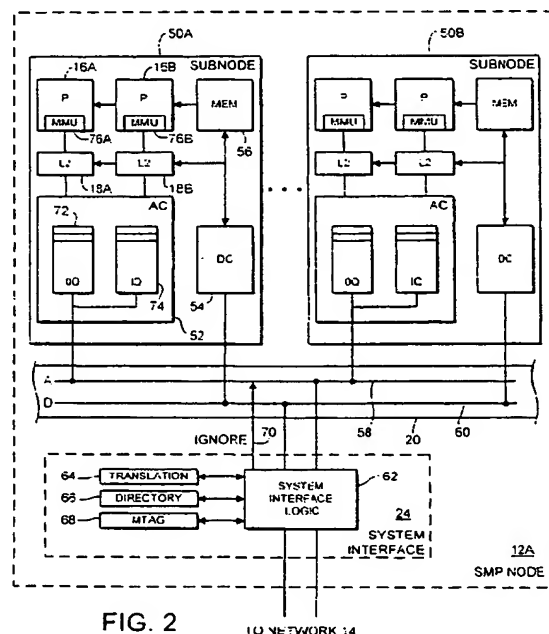 50A
50B
SUBNODE
SUBNODE
16A
16B
P
P
MEM
P
P
MEM
MMU
MMU
MMU
MMU
76A
76B
56
L2
L2
L2
L2
18A
18B
72
AC
AC
DC
DC
OQ
IQ
OQ
IQ
74
54
52
A
D
IGNORE
70
58
20
60
64
TRANSLATION
66
DIRECTORY
68
MTAG
SYSTEM
INTERFACE
LOGIC
62
24
SYSTEM
INTERFACE
12A
SMP NODE
FIG. 2
TO NETWORK 14